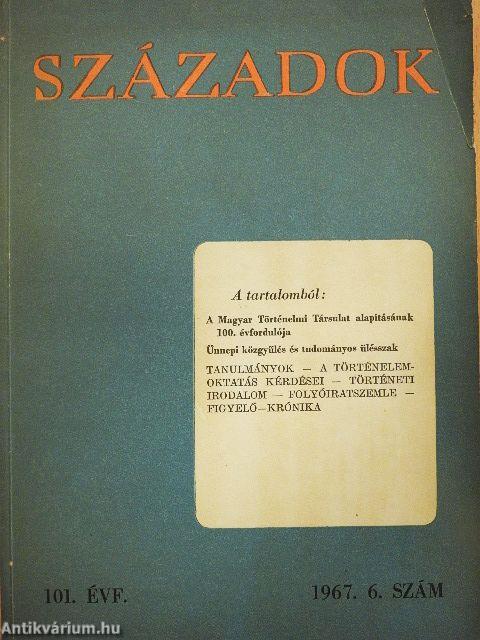 SZÁZADOK
A tartalomból:
A Magyar Történelmi Társulat alapításának
100. évfordulója
Ünnepi közgyűlés és tudományos ülésszak
TANULMÁNYOK — A TÖRTÉNELEM-
OKTATÁS KÉRDÉSEI — TÖRTÉNETI
IRODALOM — FOLYÓIRATSZEMLE —
FIGYELŐ—KRÓNIKA
101. ÉVF.
1967. 6. SZÁM
Antikvárium.hu